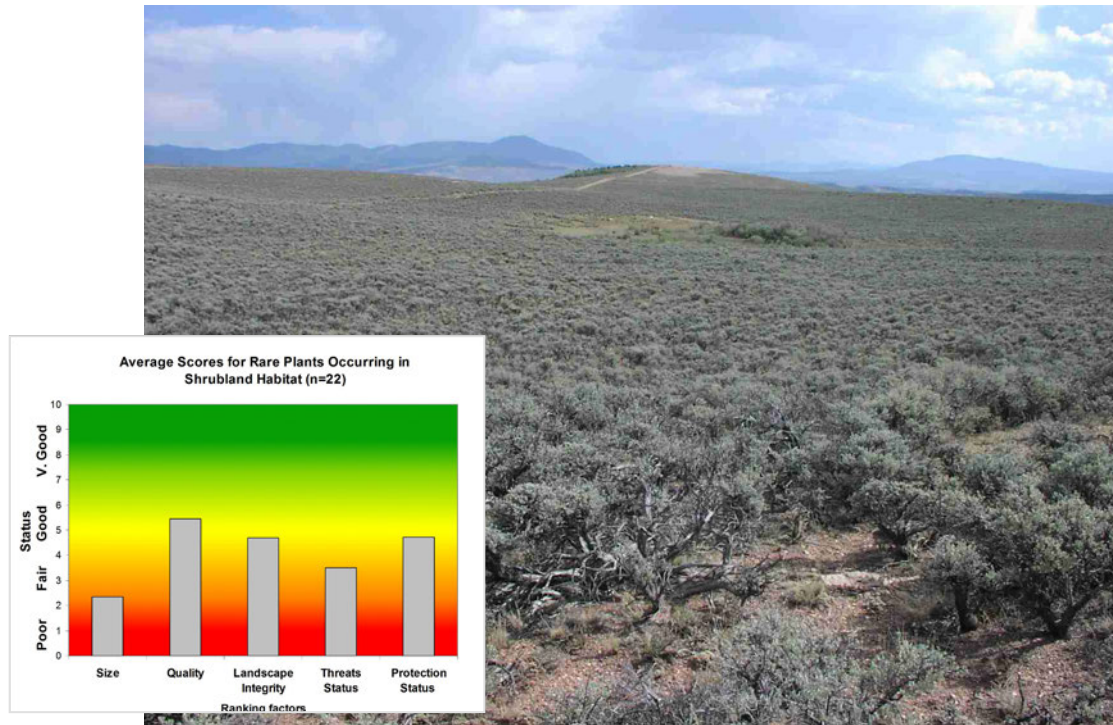 Average Scores for Rare Plants Occurring in
Shrubland Habitat (n=22)
Status
Poor Fair Good V. Good
10
9
8
7
6
5
4
3
2
1
0
Size
Quality
Landscape
Integrity
Threats
Status
Protection
Status
Ranking factors